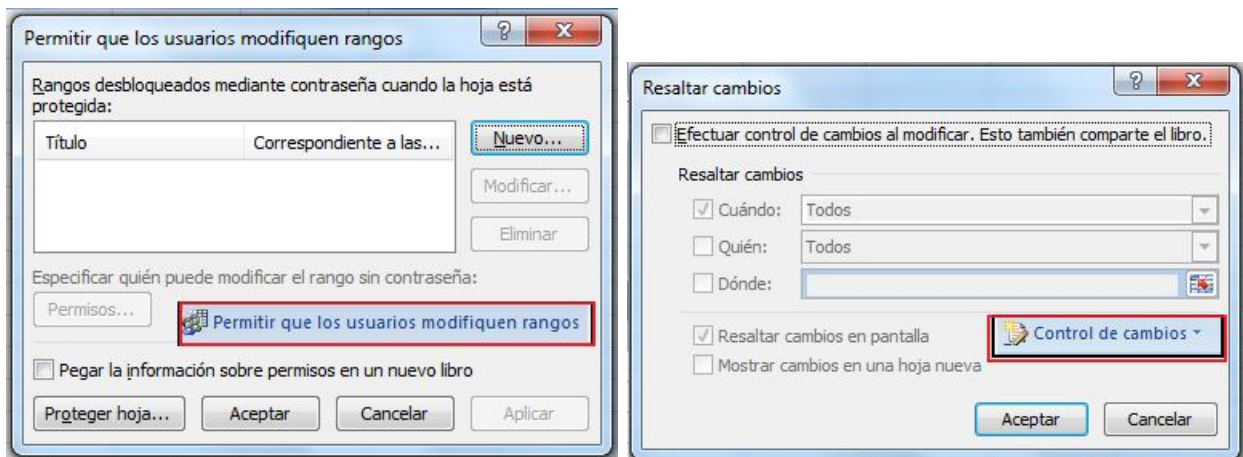 Permitir que los usuarios modifiquen rangos
Rangos desbloqueados mediante contraseña cuando la hoja está
protegida:
Título Correspondiente a las...
Nuevo...
Modificar...
Eliminar
Especificar quién puede modificar el rango sin contraseña:
Permisos...
Permitir que los usuarios modifiquen rangos
Pegar la información sobre permisos en un nuevo libro
Proteger hoja... Aceptar Cancelar Aplicar
Resaltar cambios
Efectuar control de cambios al modificar. Esto también comparte el libro.
Resaltar cambios
Cuándo: Todos
Quién: Todos
Dónde:
Resaltar cambios en pantalla
Control de cambios
Mostrar cambios en una hoja nueva
Aceptar Cancelar